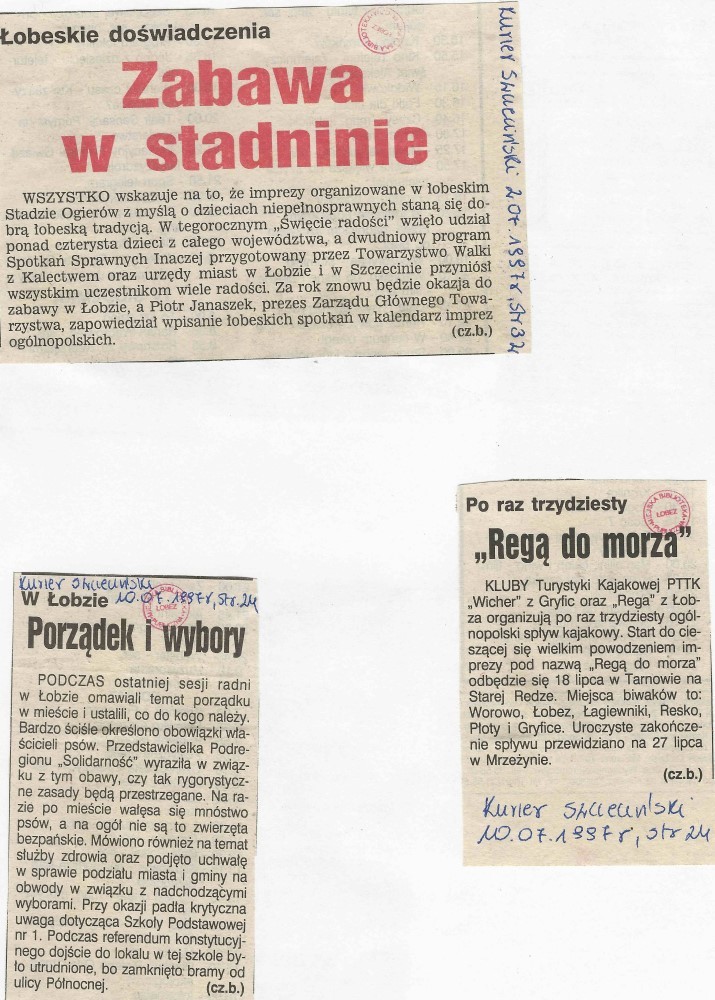 Łobeskie doświadczenia
Zabawa
w stadninie
WSZYSTKO wskazuje na to, że imprezy organizowane w łobeskim
Stadzie Ogierów z myślą o dzieciach niepełnosprawnych staną się do-
brą łobeską tradycją. W tegorocznym „Święcie radości” wzięło udział
ponad czterysta dzieci z całego województwa, a dwudniowy program
Spotkań Sprawnych Inaczej przygotowany przez Towarzystwo Walki
z Kalectwem oraz urzędy miast w Łobzie i w Szczecinie przyniósł
wszystkim uczestnikom wiele radości. Za rok znowu będzie okazja do
zabawy w Łobzie, a Piotr Janaszek, prezes Zarządu Głównego Towa-
rzystwa, zapowiedział wpisanie łobeskich spotkań w kalendarz imprez
ogólnopolskich. (cz.b.)
Kurier Szczeciński 2.07.1997r, str 32
Po raz trzydziesty
MIEJSKA BIBLIOTEKA PUBLICZNA
ŁOBEZ
„Regą do morza”
KLUBY Turystyki Kajakowej PTTK
„Wicher” z Gryfic oraz „Rega” z Łob-
za organizują po raz trzydziesty ogól-
nopolski spływ kajakowy. Start do cie-
szącej się wielkim powodzeniem im-
prezy pod nazwą „Regą do morza”
odbędzie się 18 lipca w Tarnowie na
Starej Redze. Miejsca biwaków to:
Worowo, Łobez, Łagiewniki, Resko,
Płoty i Gryfice. Uroczyste zakończe-
nie spływu przewidziano na 27 lipca
w Mrzeżynie.
(cz.b.)
Kurier Szczeciński
10.07.1997r, str 24
Kurier Szczeciński
10.07.1997r, str. 24
W Łobzie
ŁOBEZ
Porządek i wybory
PODCZAS ostatniej sesji radni
w Łobzie omawiali temat porządku
w mieście i ustalili, co do kogo należy.
Bardzo ściśle określono obowiązki wła-
ścicieli psów. Przedstawicielka Podre-
gionu „Solidarność” wyraziła w związ-
ku z tym obawy, czy tak rygorystycz-
ne zasady będą przestrzegane. Na ra-
zie po mieście wałęsa się mnóstwo
psów, a na ogół nie są to zwierzęta
bezpańskie. Mówiono również na temat
służby zdrowia oraz podjęto uchwałę
w sprawie podziału miasta i gminy na
obwody w związku z nadchodzącymi
wyborami. Przy okazji padła krytyczna
uwaga dotycząca Szkoły Podstawowej
nr 1. Podczas referendum konstytucyj-
nego dojście do lokalu w tej szkole by-
ło utrudnione, bo zamknięto bramy od
ulicy Północnej. (cz.b.)